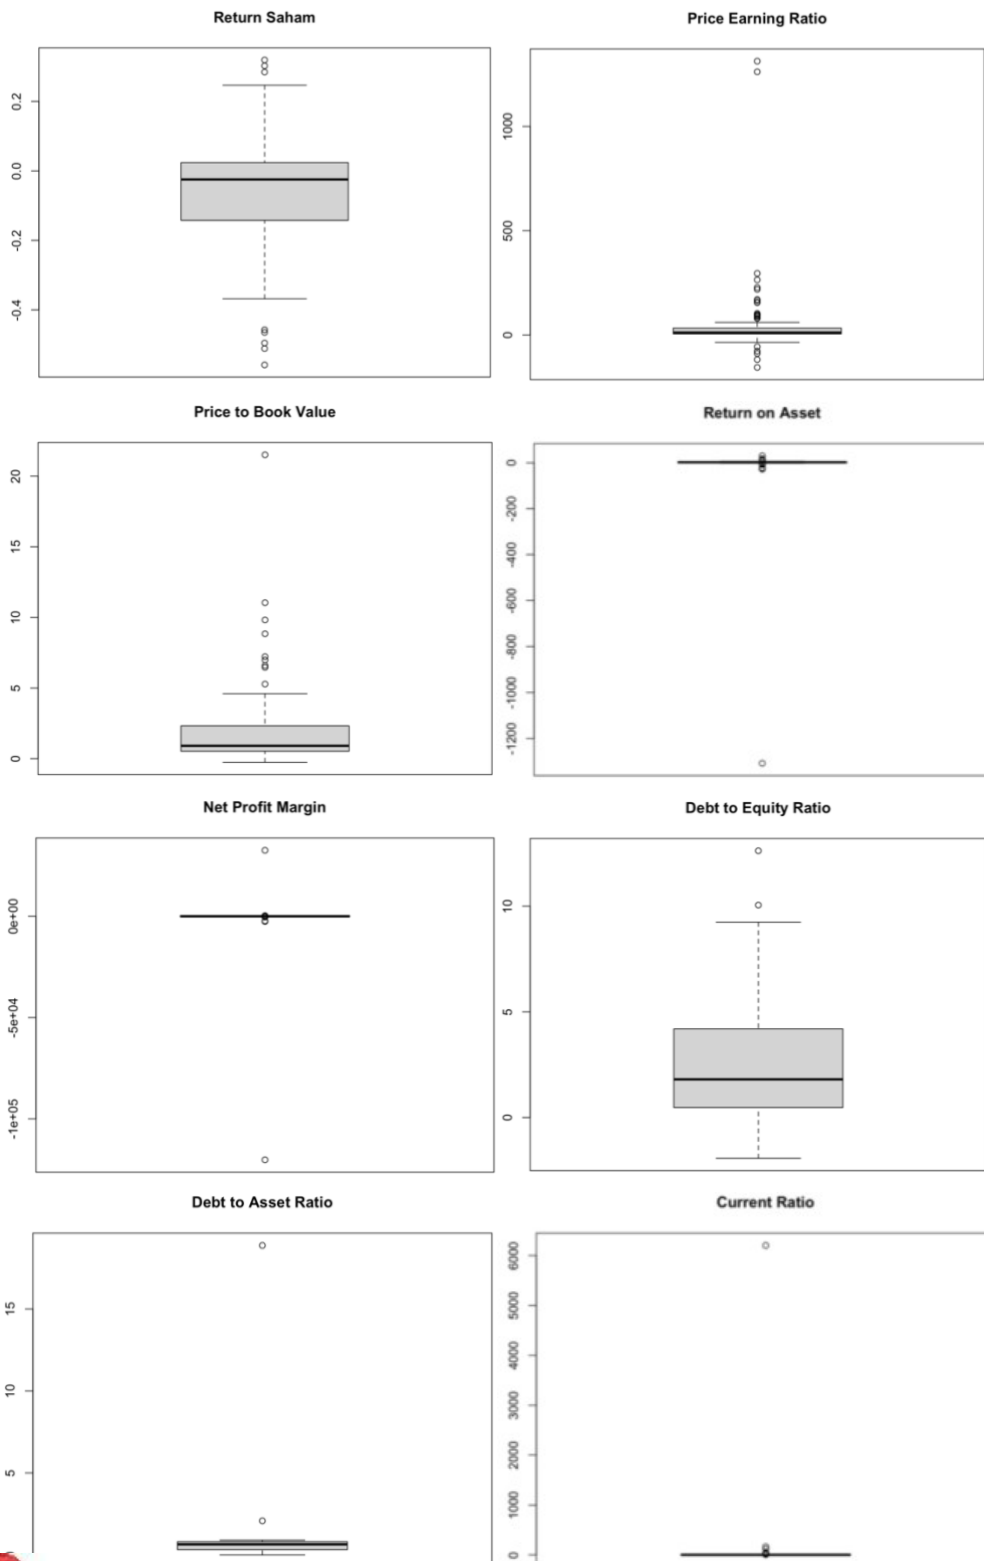 Return Saham
0.2
0.0
-0.2
-0.4
Price Earning Ratio
1000
500
0
Price to Book Value
20
15
10
5
0
Return on Asset
0
-200
-400
-600
-800
-1000
-1200
Net Profit Margin
0e+00
-5e+04
-1e+05
Debt to Equity Ratio
10
5
0
Debt to Asset Ratio
15
10
5
Current Ratio
6000
5000
4000
3000
2000
1000
0